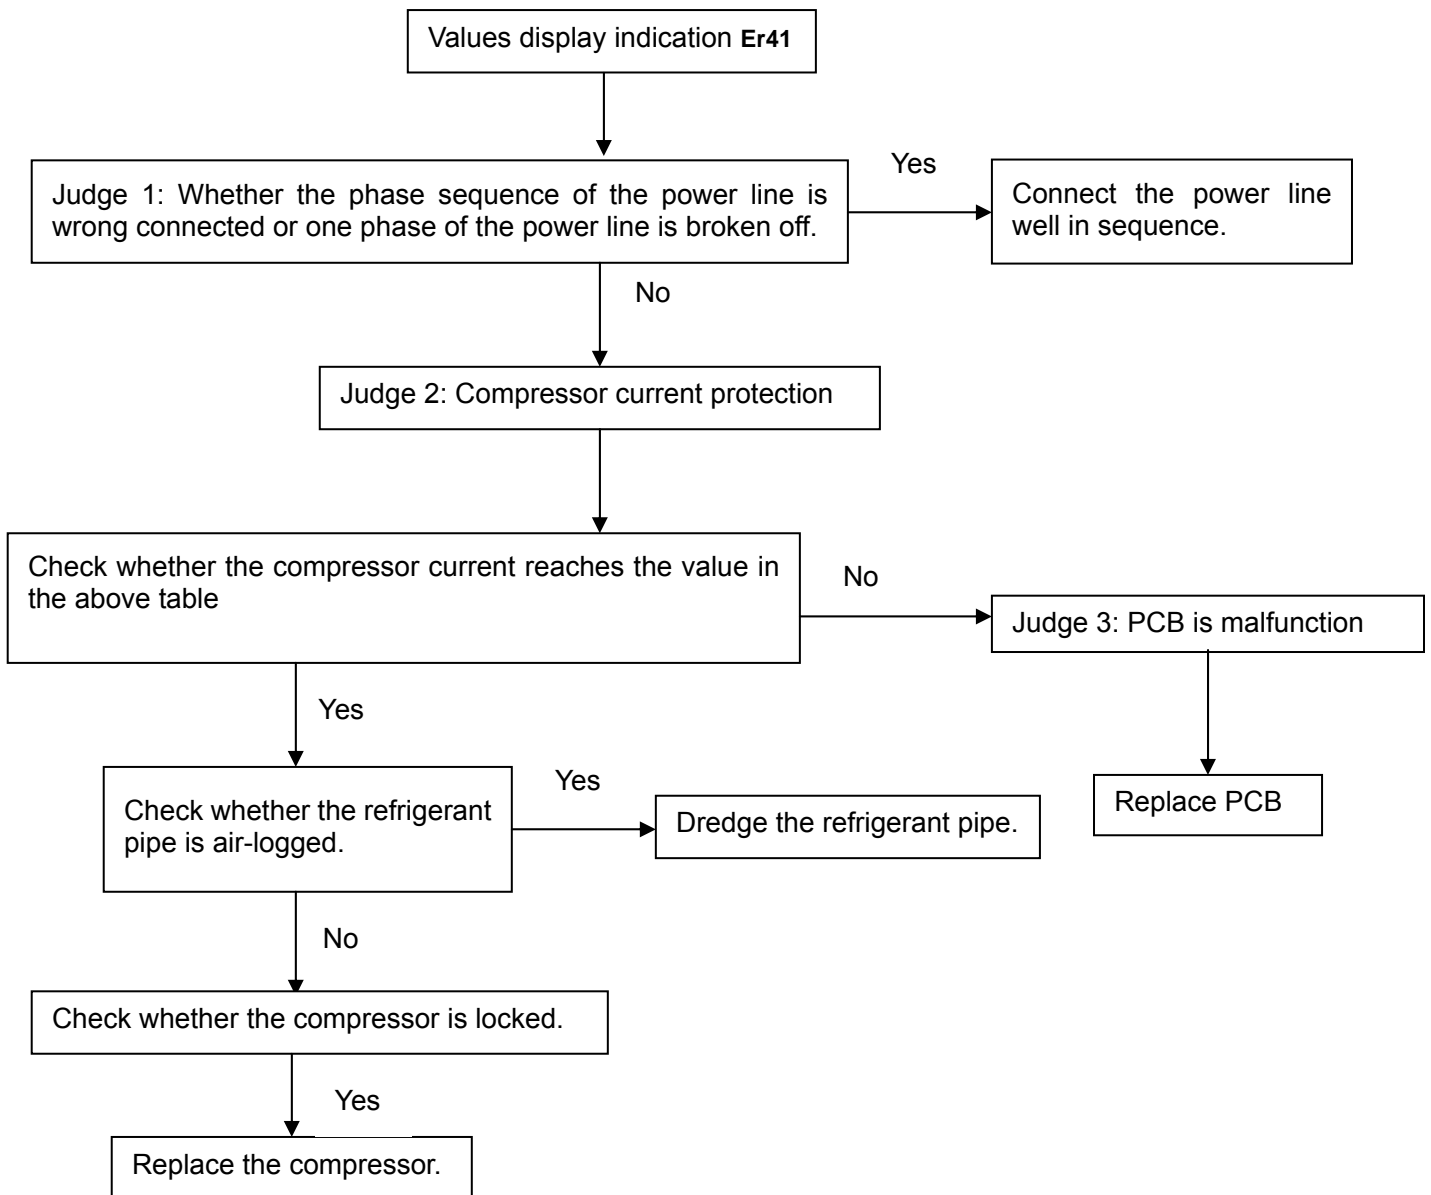 Values display indication Er41
Judge 1: Whether the phase sequence of the power line is
wrong connected or one phase of the power line is broken off.
Yes
Connect the power line
well in sequence.
No
Judge 2: Compressor current protection
Check whether the compressor current reaches the value in
the above table
No
Judge 3: PCB is malfunction
Yes
Replace PCB
Check whether the refrigerant
pipe is air-logged.
Yes
Dredge the refrigerant pipe.
No
Check whether the compressor is locked.
Yes
Replace the compressor.